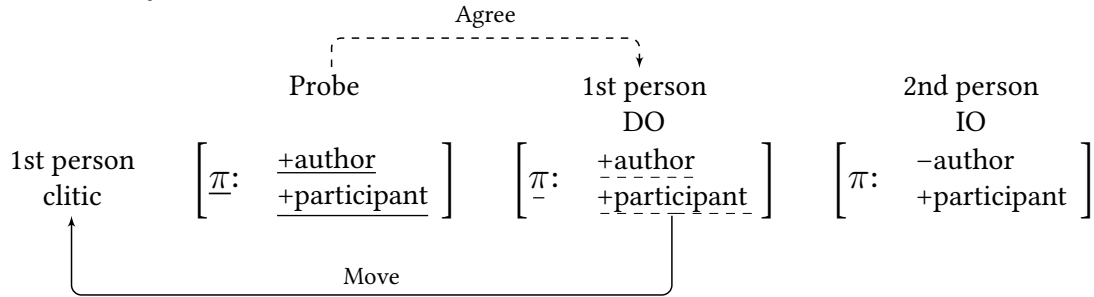 Agree
Probe 1st person 2nd person
DO IO
1st person clitic [π: +author +participant] [π: +author +participant] [π: −author +participant]
Move